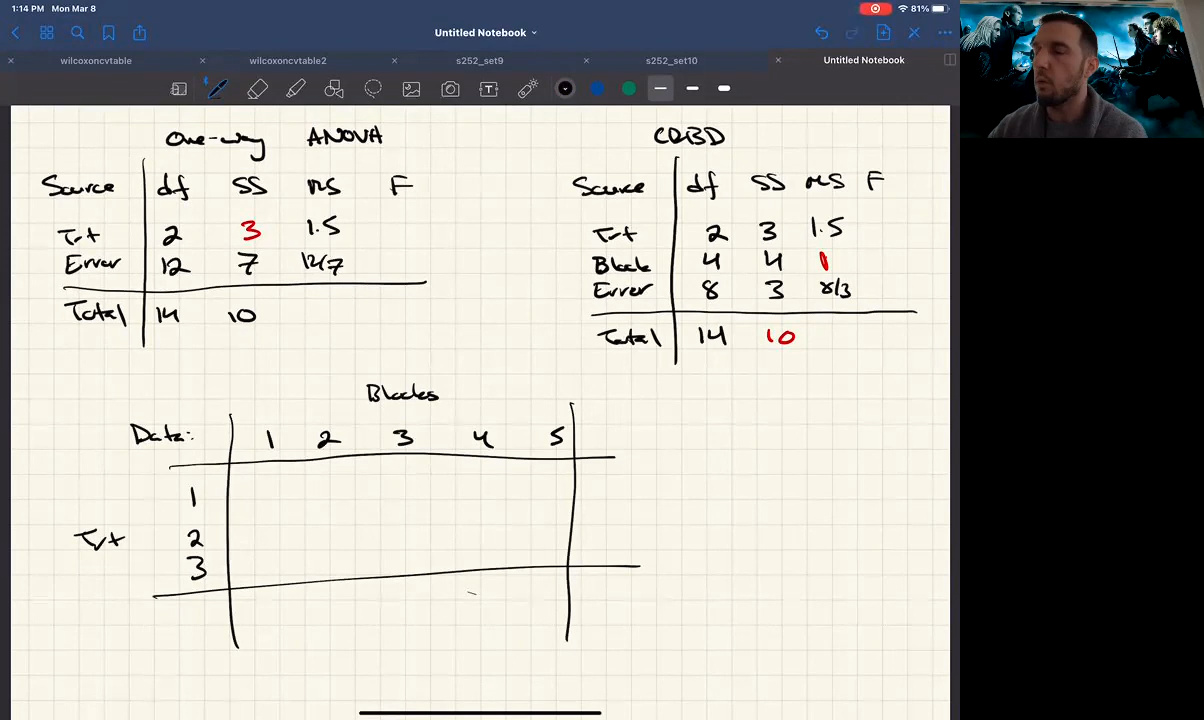 1:14 PM Mon Mar 8
81%
Untitled Notebook
wilcoxoncvtable
wilcoxoncvtable2
s252_set9
s252_set10
Untitled Notebook
One-way ANOVA
Source df SS MS F
Trt 2 3 1.5
Error 12 7 12/7
Total 14 10
CRBD
Source df SS MS F
Trt 2 3 1.5
Block 4 4 1
Error 8 3 8/3
Total 14 10
Blocks
Data: 1 2 3 4 5
1
Trt 2
3